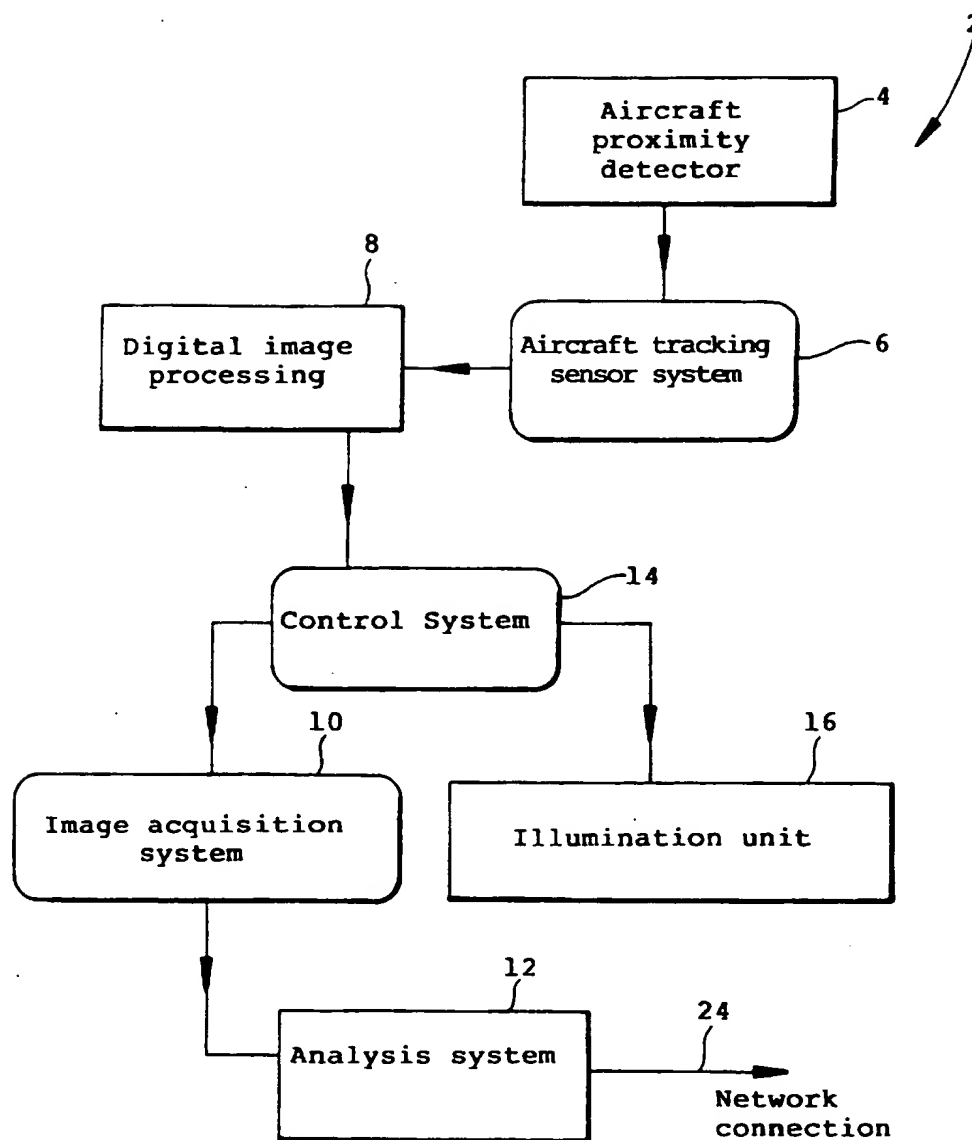 2
Aircraft
proximity
detector
4
8
Digital image
processing
Aircraft tracking
sensor system
6
14
Control System
10
16
Image acquisition
system
Illumination unit
12
24
Analysis system
Network
connection